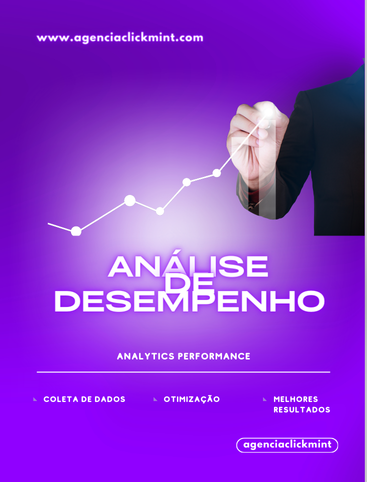 www.agenciaclickmint.com
ANÁLISE
DE
DESEMPENHO
ANALYTICS PERFORMANCE
COLETA DE DADOS
OTIMIZAÇÃO
MELHORES
RESULTADOS
agenciaclickmint